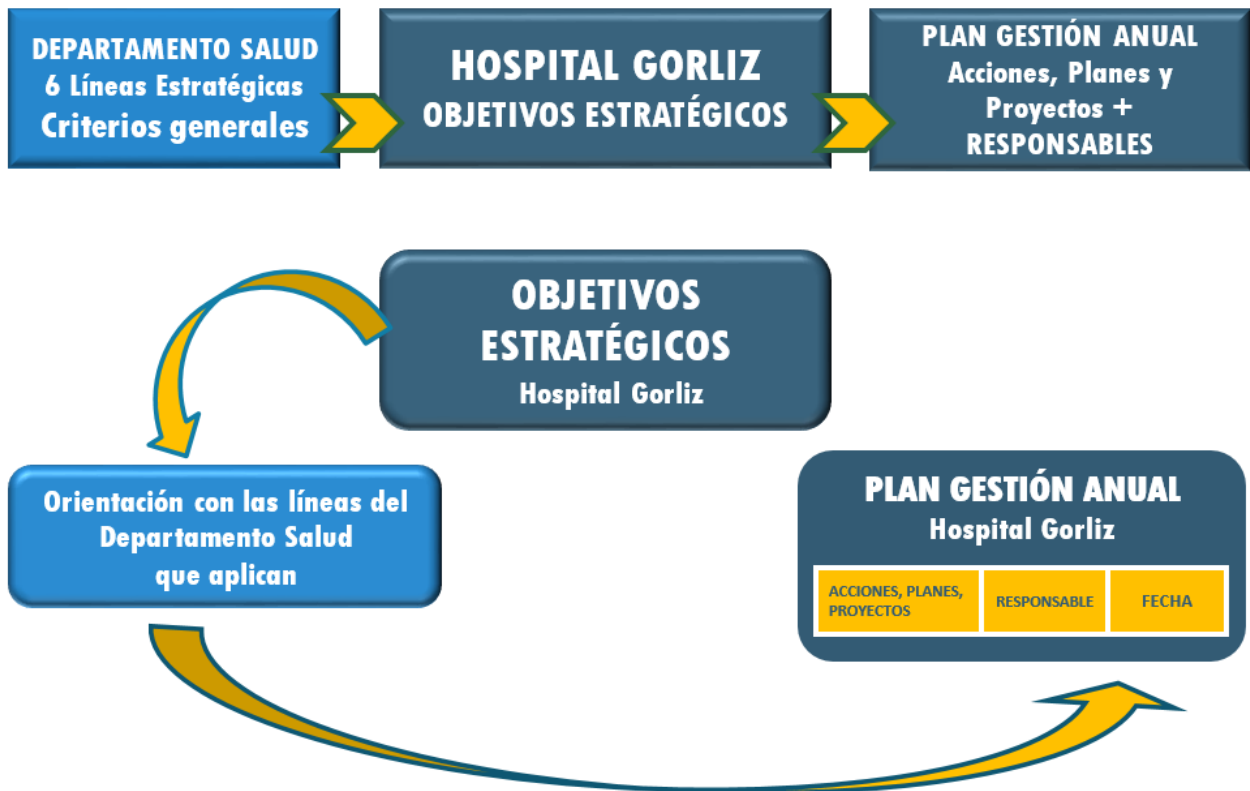 DEPARTAMENTO SALUD
6 Líneas Estratégicas
Criterios generales
HOSPITAL GORLIZ
OBJETIVOS ESTRATÉGICOS
PLAN GESTIÓN ANUAL
Acciones, Planes y
Proyectos +
RESPONSABLES
OBJETIVOS
ESTRATÉGICOS
Hospital Gorliz
Orientación con las líneas del
Departamento Salud
que aplican
PLAN GESTIÓN ANUAL
Hospital Gorliz
ACCIONES, PLANES,
PROYECTOS
RESPONSABLE
FECHA